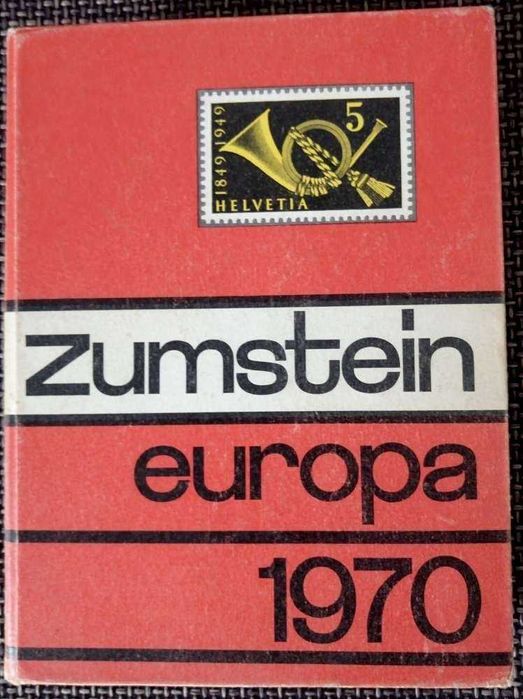 1849-1949
5
HELVETIA
zumstein
europa
1970